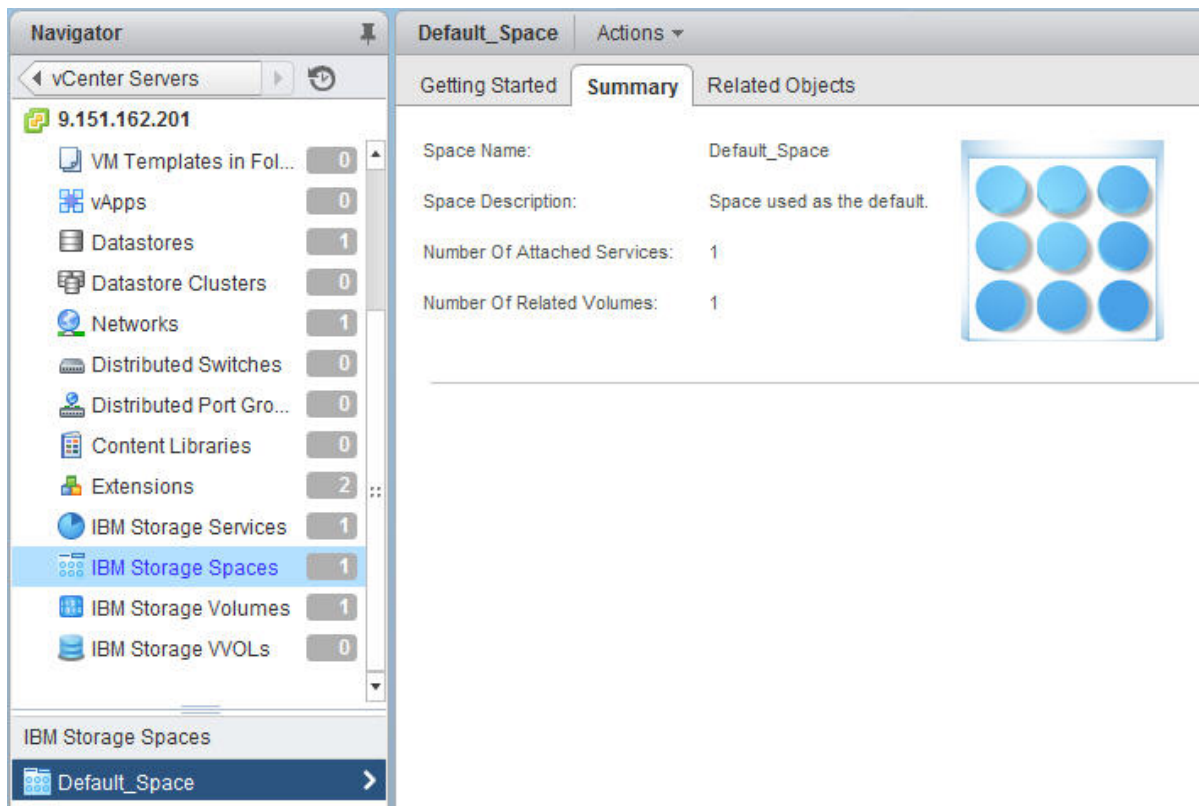 Navigator
vCenter Servers
9.151.162.201
VM Templates in Fol... 0
vApps 0
Datastores 1
Datastore Clusters 0
Networks 1
Distributed Switches 0
Distributed Port Gro... 0
Content Libraries 0
Extensions 2
IBM Storage Services 1
IBM Storage Spaces 1
IBM Storage Volumes 1
IBM Storage VVOLs 0
IBM Storage Spaces
Default_Space
Default_Space Actions
Getting Started Summary Related Objects
Space Name: Default_Space
Space Description: Space used as the default.
Number Of Attached Services: 1
Number Of Related Volumes: 1